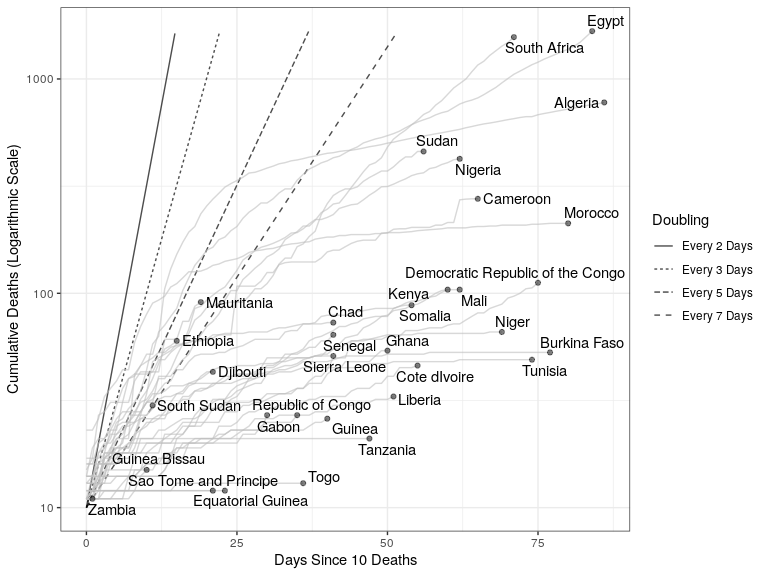 Egypt
South Africa
Algeria
Sudan
Nigeria
Cameroon
Morocco
Democratic Republic of the Congo
Kenya
Mali
Somalia
Mauritania
Chad
Niger
Ethiopia
Senegal
Ghana
Burkina Faso
Sierra Leone
Tunisia
Djibouti
Cote dIvoire
Liberia
South Sudan
Republic of Congo
Gabon
Guinea
Tanzania
Guinea Bissau
Sao Tome and Principe
Togo
Equatorial Guinea
Zambia
1000
100
10
0
25
50
75
Days Since 10 Deaths
Cumulative Deaths (Logarithmic Scale)
Doubling
Every 2 Days
Every 3 Days
Every 5 Days
Every 7 Days